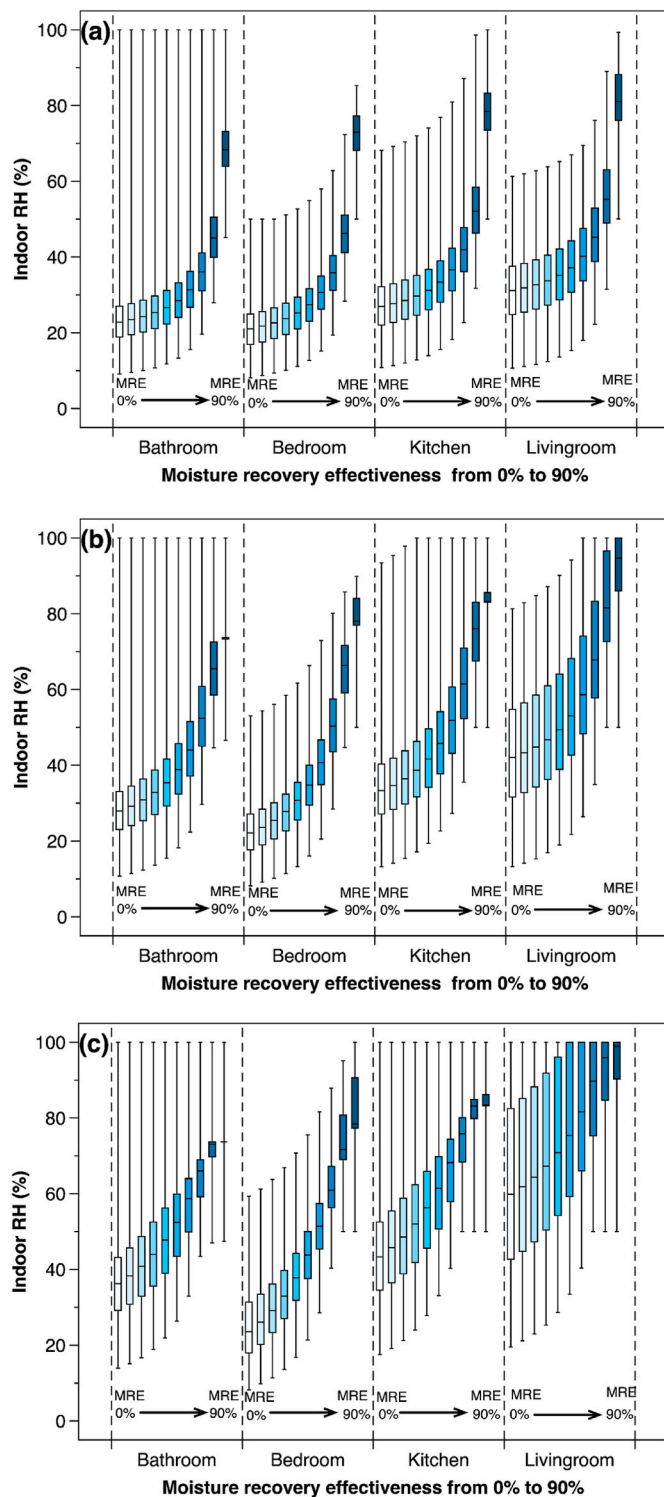 (a)
100
80
60
40
20
0
Indoor RH (%)
MRE MRE MRE MRE MRE MRE MRE MRE
0% 90% 0% 90% 0% 90% 0% 90%
Bathroom Bedroom Kitchen Livingroom
Moisture recovery effectiveness from 0% to 90%
(b)
100
80
60
40
20
0
Indoor RH (%)
MRE MRE MRE MRE MRE MRE MRE MRE
0% 90% 0% 90% 0% 90% 0% 90%
Bathroom Bedroom Kitchen Livingroom
Moisture recovery effectiveness from 0% to 90%
(c)
100
80
60
40
20
0
Indoor RH (%)
MRE MRE MRE MRE MRE MRE MRE MRE
0% 90% 0% 90% 0% 90% 0% 90%
Bathroom Bedroom Kitchen Livingroom
Moisture recovery effectiveness from 0% to 90%